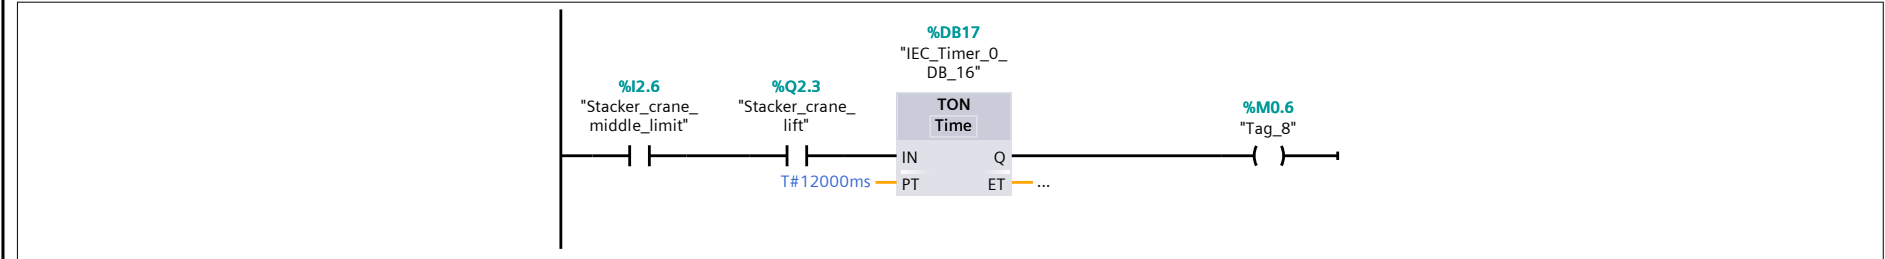 %DB17
"IEC_Timer_0_
DB_16"
%I2.6
"Stacker_crane_
middle_limit"
%Q2.3
"Stacker_crane_
lift"
TON
Time
%M0.6
"Tag_8"
IN
Q
T#12000ms
PT
ET
...